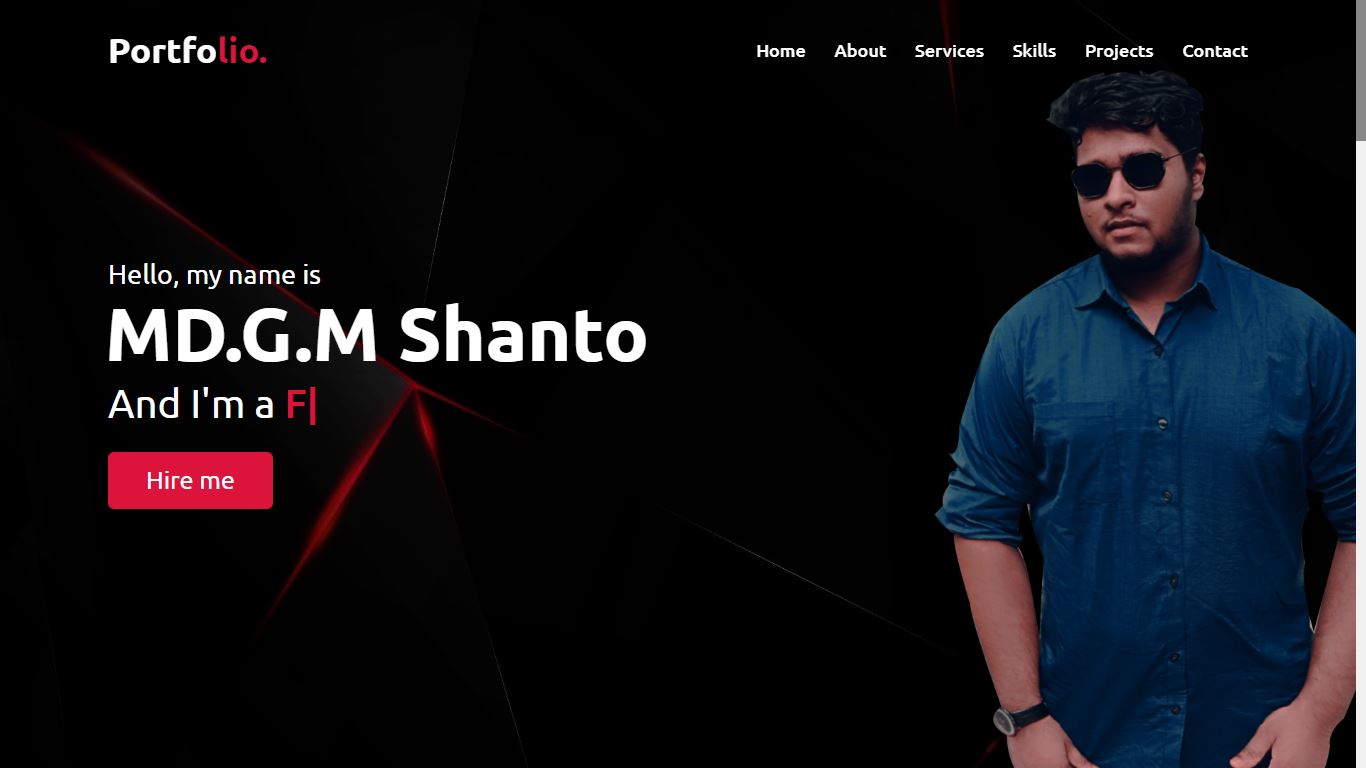 Portfolio.
Home About Services Skills Projects Contact
Hello, my name is
MD.G.M Shanto
And I'm a F|
Hire me